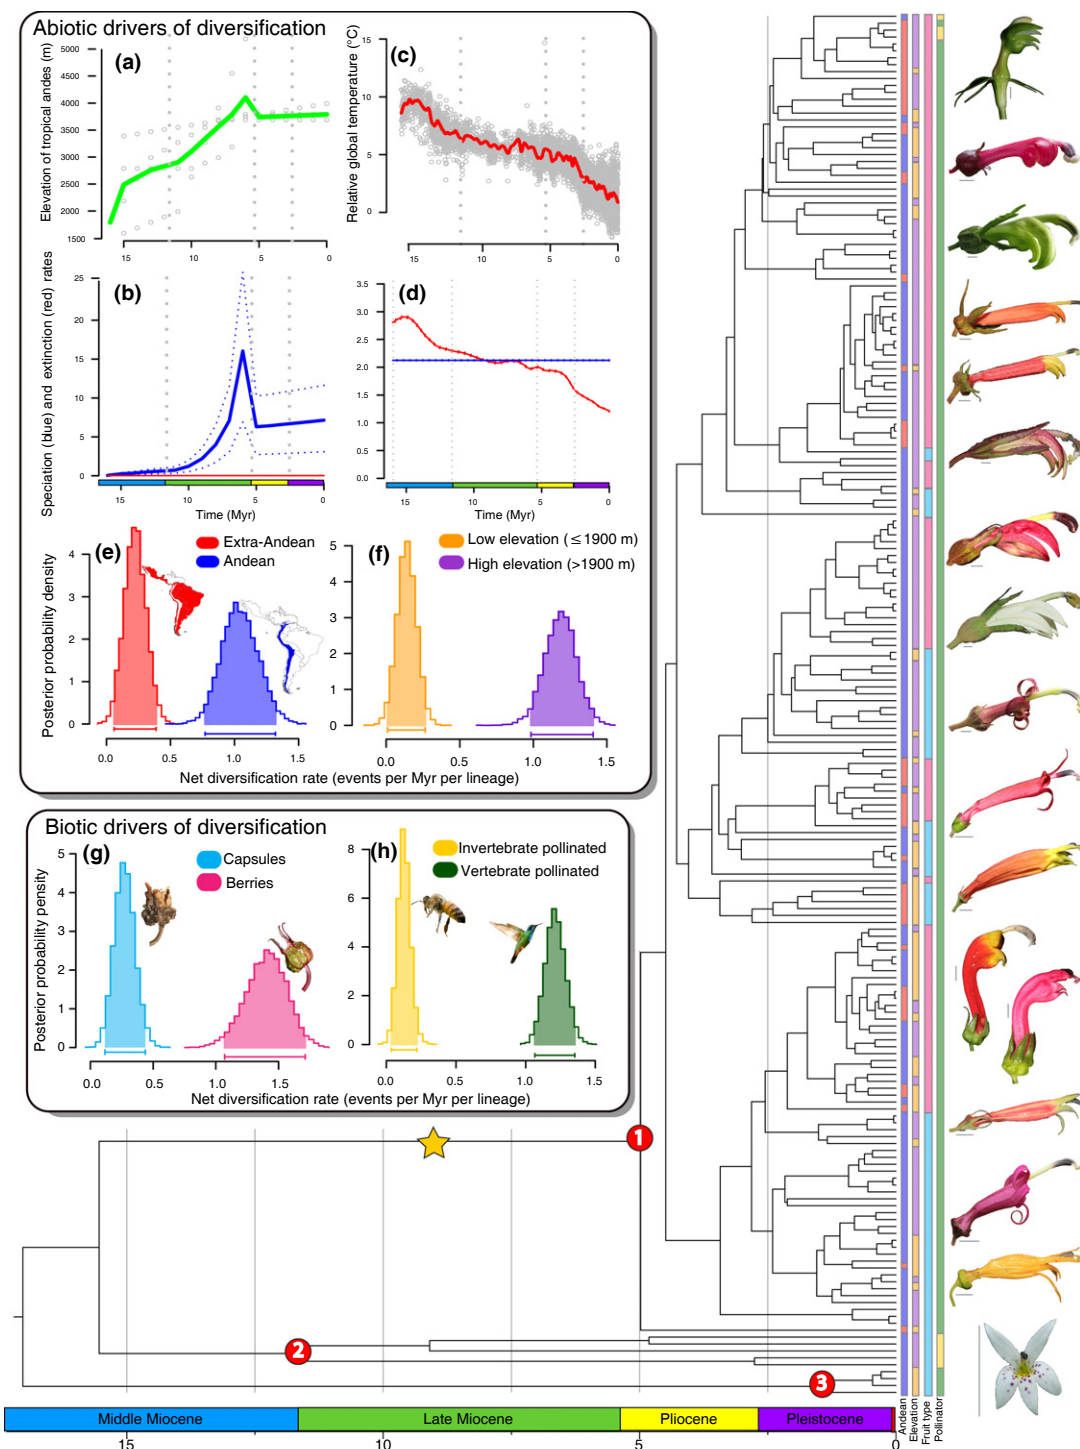 Abiotic drivers of diversification
(a)
Elevation of tropical andes (m)
5000
4500
4000
3500
3000
2500
2000
1500
15
10
5
0
(c)
Relative global temperature (°C)
15
10
5
0
15
10
5
0
(b)
Speciation (blue) and extinction (red) rates
25
20
15
10
5
0
15
10
5
0
Time (Myr)
(d)
3.5
3.0
2.5
2.0
1.5
1.0
0.5
0.0
15
10
5
0
Time (Myr)
(e)
Extra-Andean
Andean
Posterior probability density
4
3
2
1
0
0.0
0.5
1.0
1.5
(f)
Low elevation (≤1900 m)
High elevation (>1900 m)
5
4
3
2
1
0
0.0
0.5
1.0
1.5
Net diversification rate (events per Myr per lineage)
Biotic drivers of diversification
(g)
Capsules
Berries
Posterior probability pensity
5
4
3
2
1
0
0.0
0.5
1.0
1.5
(h)
Invertebrate pollinated
Vertebrate pollinated
8
6
4
2
0
0.0
0.5
1.0
1.5
Net diversification rate (events per Myr per lineage)
1
2
3
Middle Miocene
Late Miocene
Pliocene
Pleistocene
15
10
5
0
Andean
Elevation
Fruit type
Pollinator